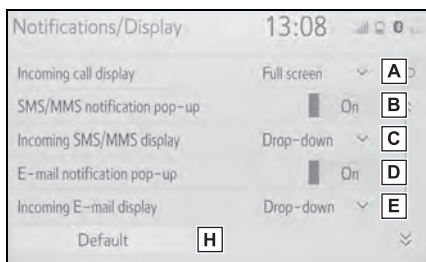 Notifications/Display 13:08
Incoming call display Full screen A
SMS/MMS notification pop-up On B
Incoming SMS/MMS display Drop-down C
E-mail notification pop-up On D
Incoming E-mail display Drop-down E
Default H